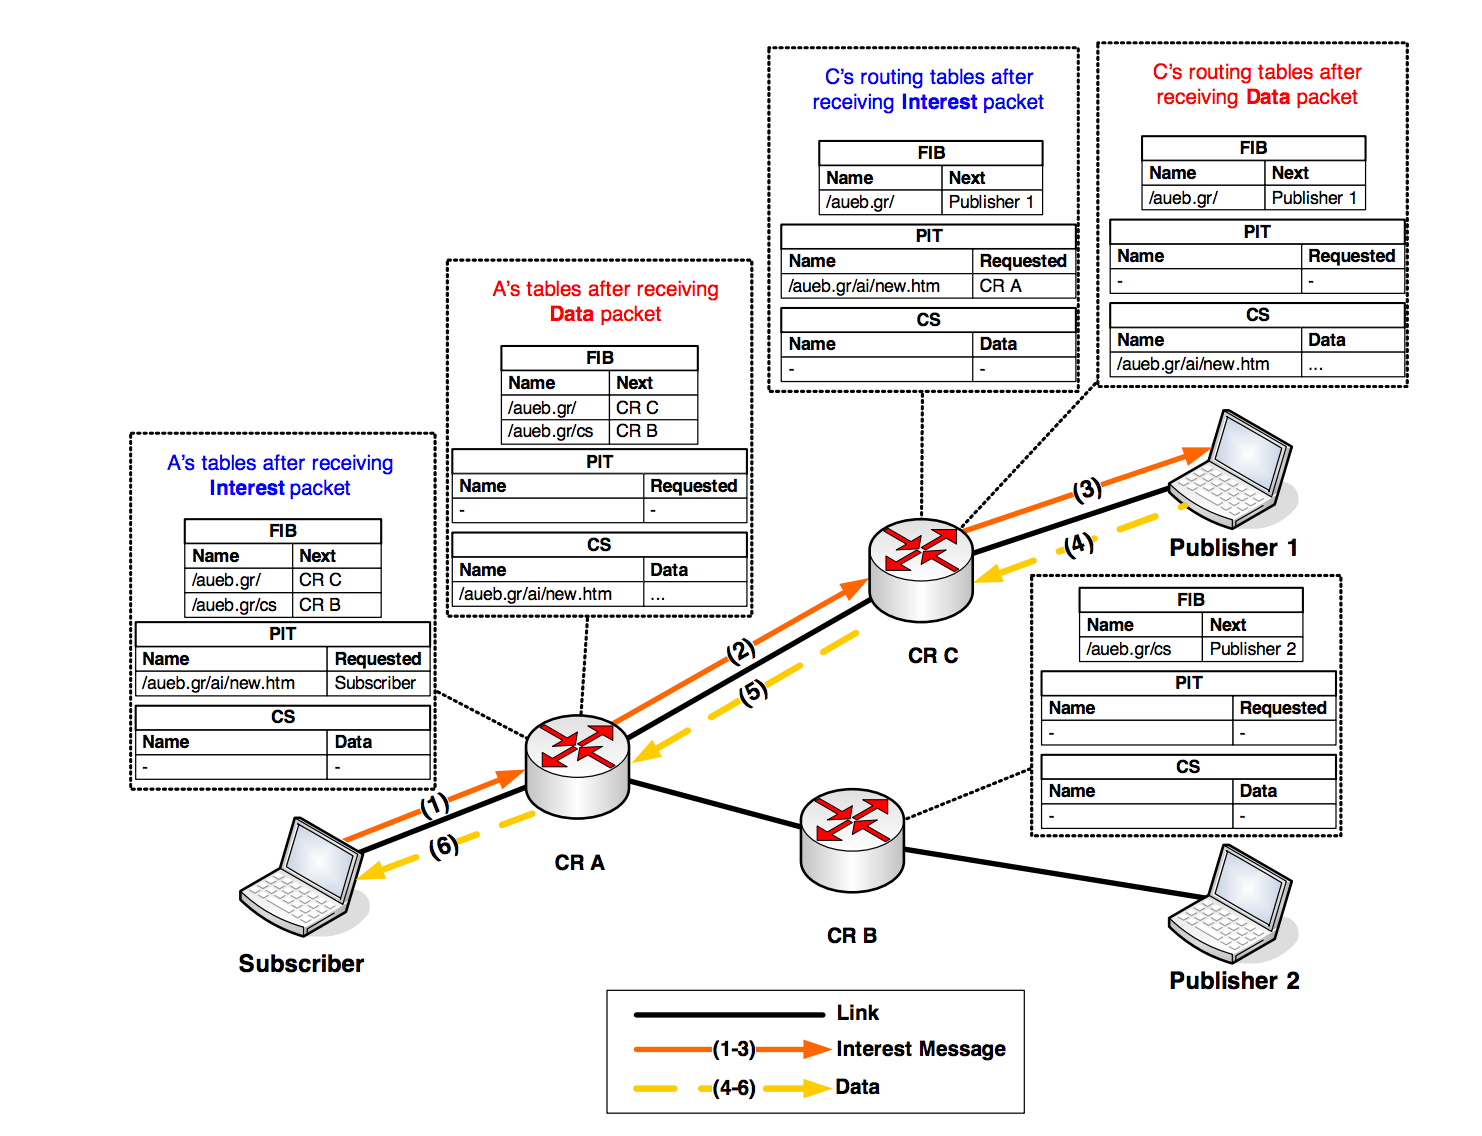 C's routing tables after
receiving Interest packet
FIB
Name Next
/aueb.gr/ Publisher 1
PIT
Name Requested
/aueb.gr/ai/new.htm CR A
CS
Name Data
- -
C's routing tables after
receiving Data packet
FIB
Name Next
/aueb.gr/ Publisher 1
PIT
Name Requested
- -
CS
Name Data
/aueb.gr/ai/new.htm ...
A's tables after receiving
Data packet
FIB
Name Next
/aueb.gr/ CR C
/aueb.gr/cs CR B
PIT
Name Requested
- -
CS
Name Data
/aueb.gr/ai/new.htm ...
A's tables after receiving
Interest packet
FIB
Name Next
/aueb.gr/ CR C
/aueb.gr/cs CR B
PIT
Name Requested
/aueb.gr/ai/new.htm Subscriber
CS
Name Data
- -
(3)
(4)
Publisher 1
CR C
(2)
(5)
FIB
Name Next
/aueb.gr/cs Publisher 2
PIT
Name Requested
- -
CS
Name Data
- -
(1)
(6)
CR A
CR B
Subscriber
Publisher 2
Link
(1-3) Interest Message
(4-6) Data